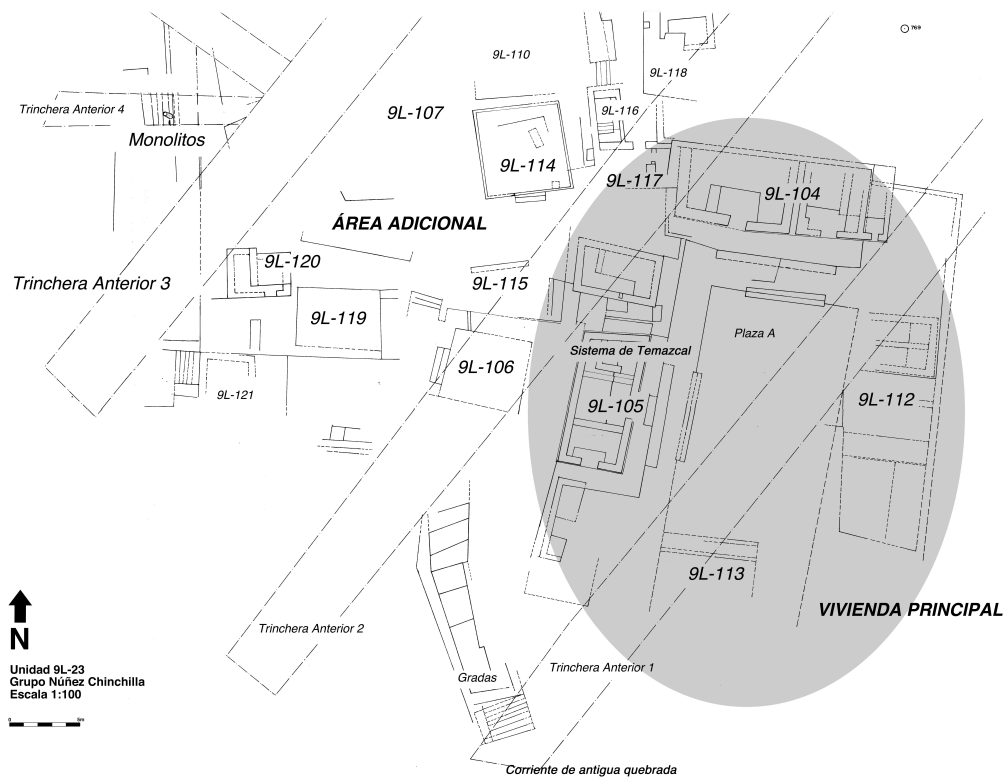 769
9L-110
9L-118
Trinchera Anterior 4
9L-107
9L-116
Monolitos
9L-114
9L-117
9L-104
ÁREA ADICIONAL
9L-120
Trinchera Anterior 3
9L-115
9L-119
Plaza A
Sistema de Temazcal
9L-106
9L-121
9L-105
9L-112
9L-113
VIVIENDA PRINCIPAL
N
Trinchera Anterior 2
Unidad 9L-23
Grupo Núñez Chinchilla
Escala 1:100
Gradas
Trinchera Anterior 1
0 5m
Corriente de antigua quebrada